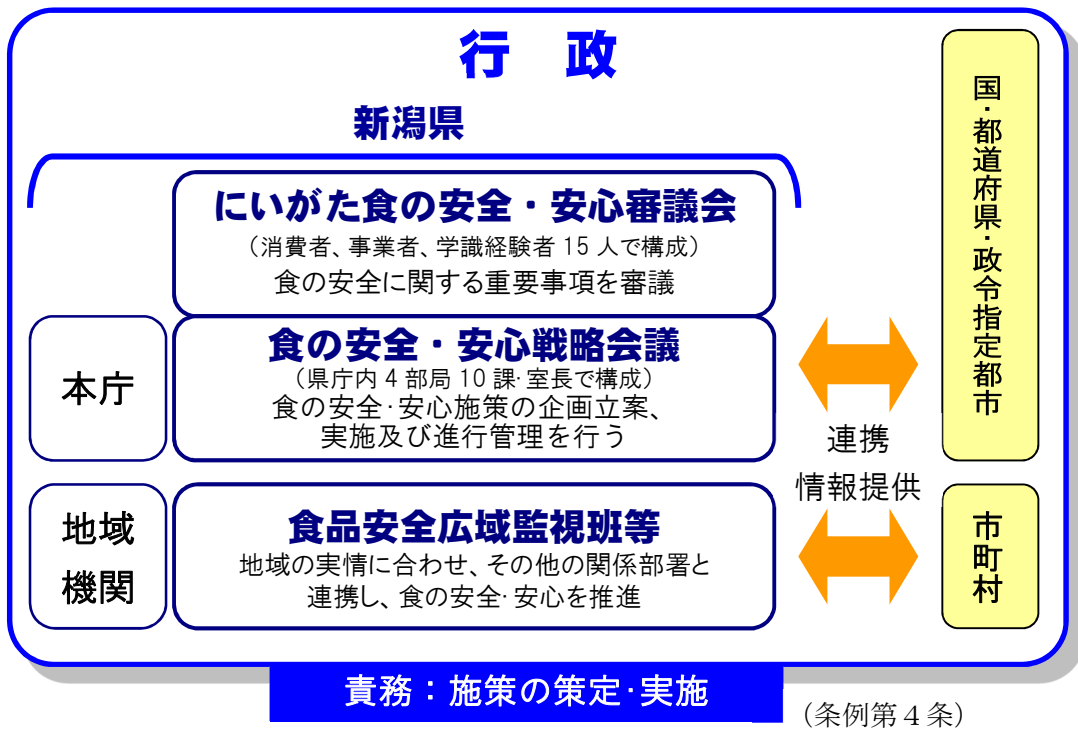 行 政
新潟県
にいがた食の安全・安心審議会
（消費者、事業者、学識経験者 15 人で構成）
食の安全に関する重要事項を審議
本庁
食の安全・安心戦略会議
（県庁内 4 部局 10 課･室長で構成）
食の安全･安心施策の企画立案、
実施及び進行管理を行う
地域
機関
食品安全広域監視班等
地域の実情に合わせ、その他の関係部署と
連携し、食の安全･安心を推進
連携
情報提供
国･都道府県･政令指定都市
市町村
責務：施策の策定･実施
（条例第４条）